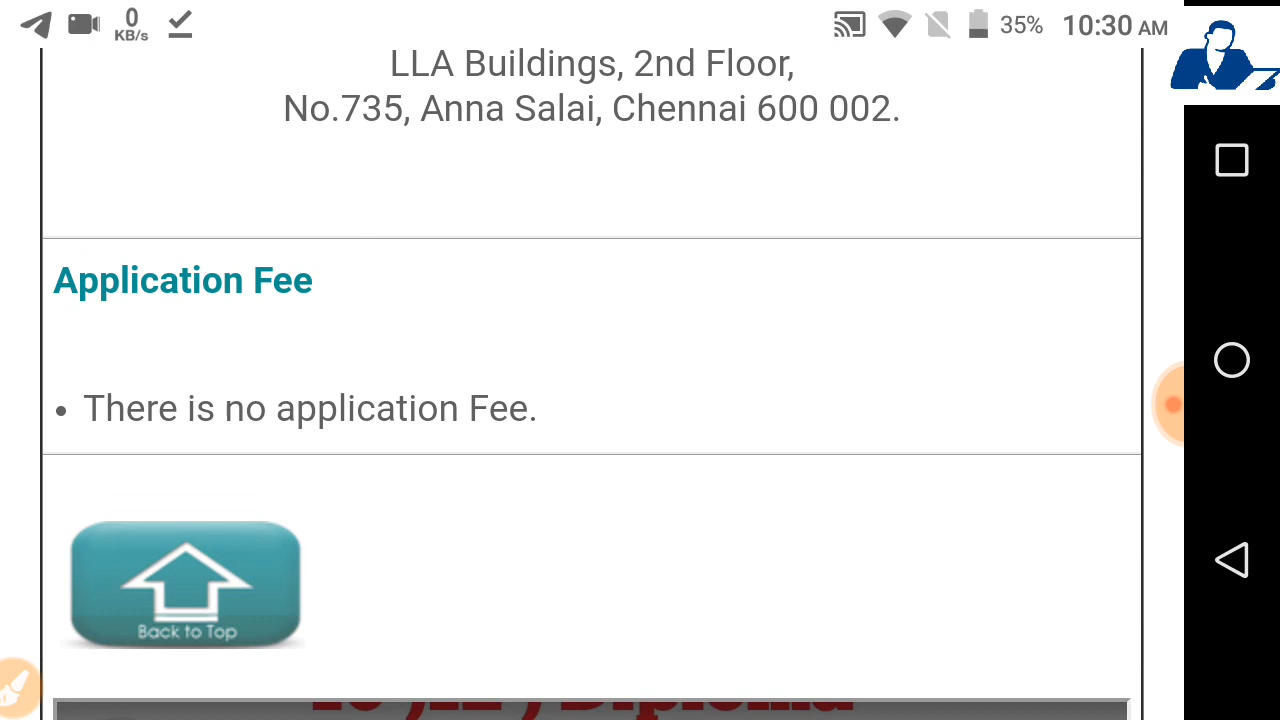 0
KB/s
35%
10:30 AM
LLA Buildings, 2nd Floor,
No.735, Anna Salai, Chennai 600 002.
Application Fee
• There is no application Fee.
Back to Top